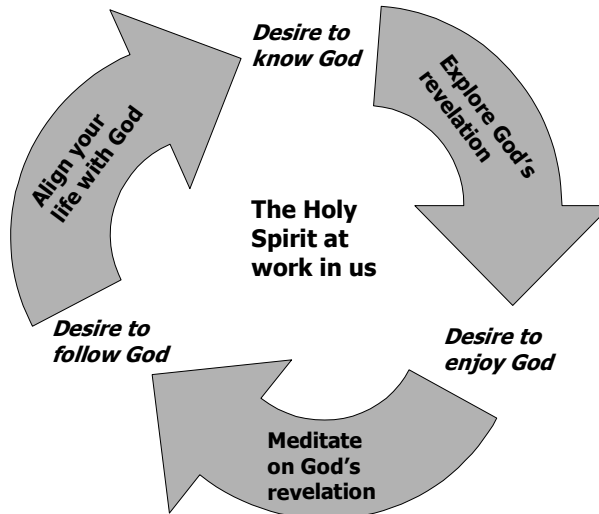 Desire to
know God
Explore God's
revelation
Desire to
enjoy God
Meditate
on God's
revelation
Desire to
follow God
Align your
life with God
The Holy
Spirit at
work in us